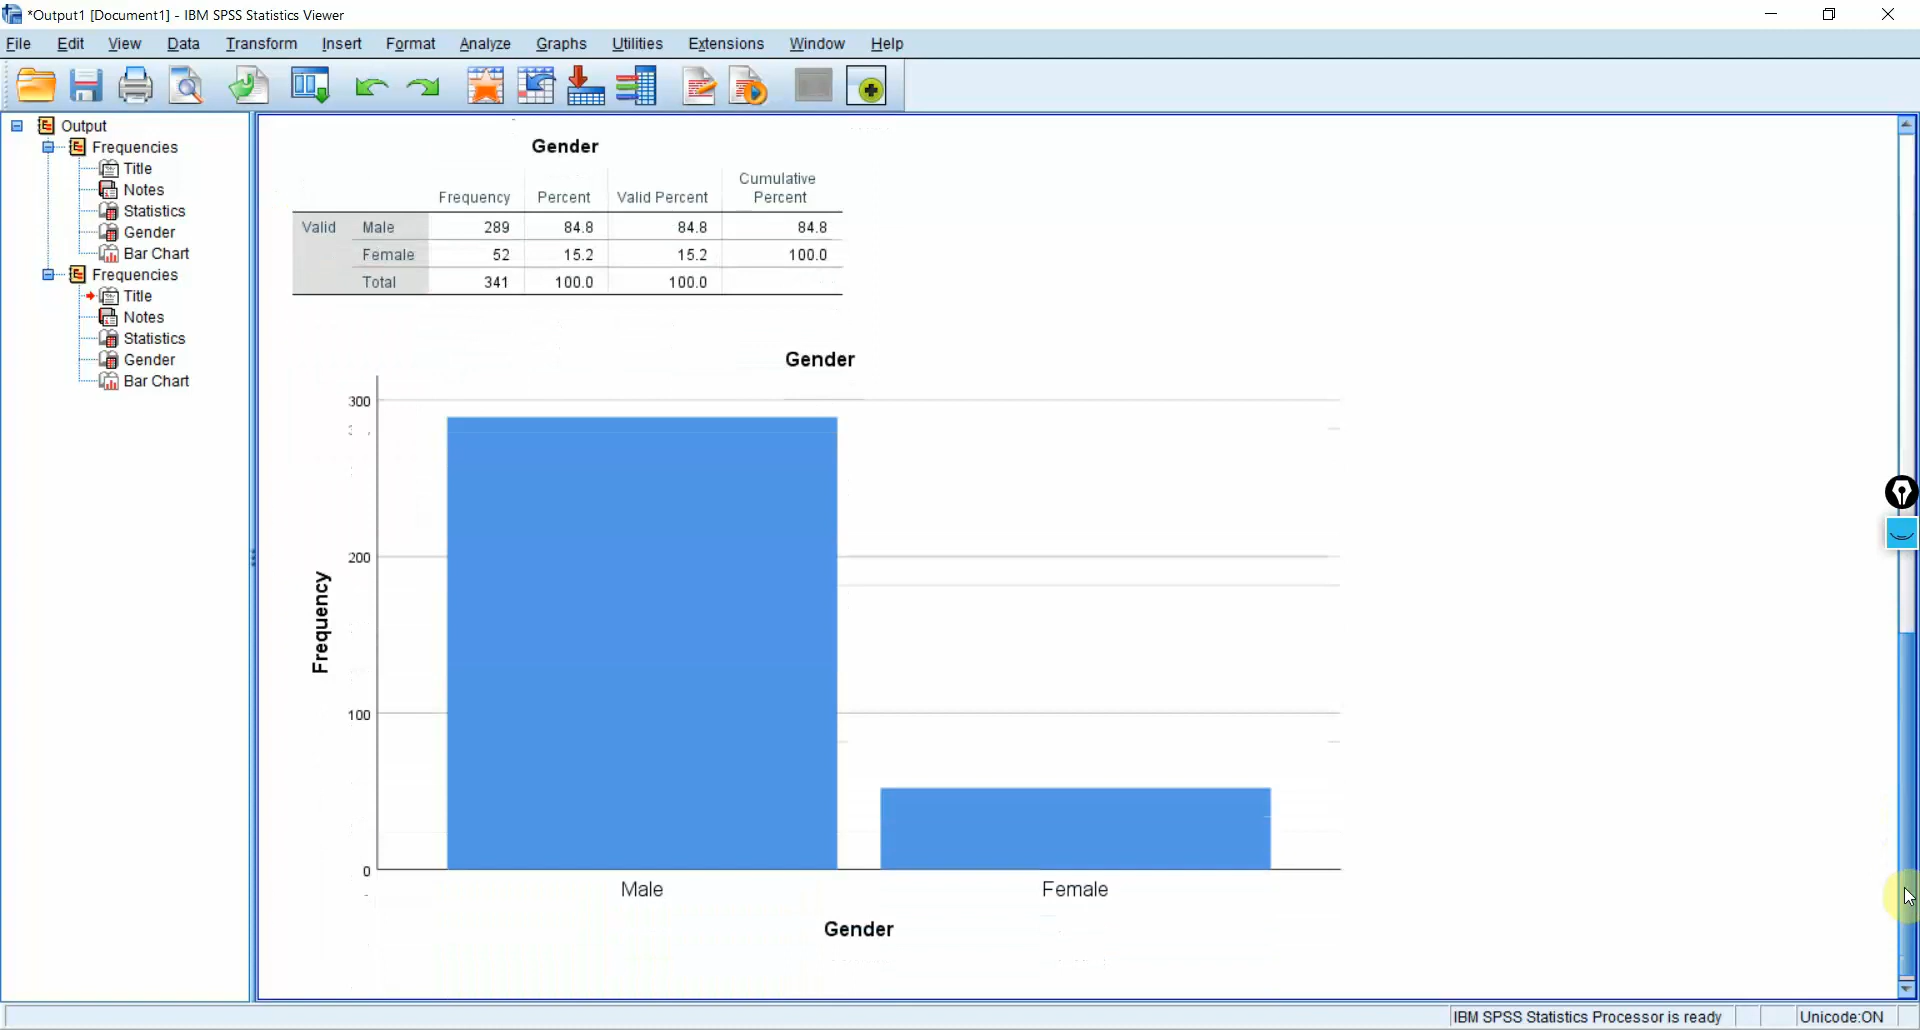 *Output1 [Document1] - IBM SPSS Statistics Viewer
File Edit View Data Transform Insert Format Analyze Graphs Utilities Extensions Window Help
Output
Frequencies
Title
Notes
Statistics
Gender
Bar Chart
Frequencies
Title
Notes
Statistics
Gender
Bar Chart
Gender
Frequency Percent Valid Percent Cumulative Percent
Valid Male 289 84.8 84.8 84.8
Female 52 15.2 15.2 100.0
Total 341 100.0 100.0
Gender
300
200
100
0
Frequency
Male Female
Gender
IBM SPSS Statistics Processor is ready Unicode:ON